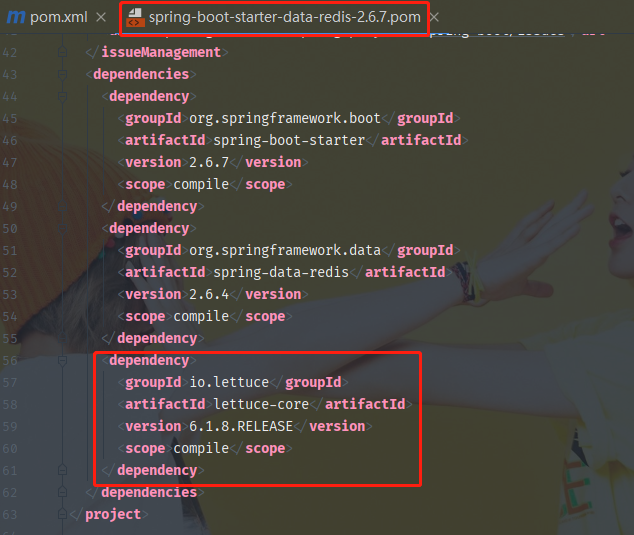 pom.xml
spring-boot-starter-data-redis-2.6.7.pom
42 </issueManagement>
43 <dependencies>
44 <dependency>
45 <groupId>org.springframework.boot</groupId>
46 <artifactId>spring-boot-starter</artifactId>
47 <version>2.6.7</version>
48 <scope>compile</scope>
49 </dependency>
50 <dependency>
51 <groupId>org.springframework.data</groupId>
52 <artifactId>spring-data-redis</artifactId>
53 <version>2.6.4</version>
54 <scope>compile</scope>
55 </dependency>
56 <dependency>
57 <groupId>io.lettuce</groupId>
58 <artifactId>lettuce-core</artifactId>
59 <version>6.1.8.RELEASE</version>
60 <scope>compile</scope>
61 </dependency>
62 </dependencies>
63 </project>